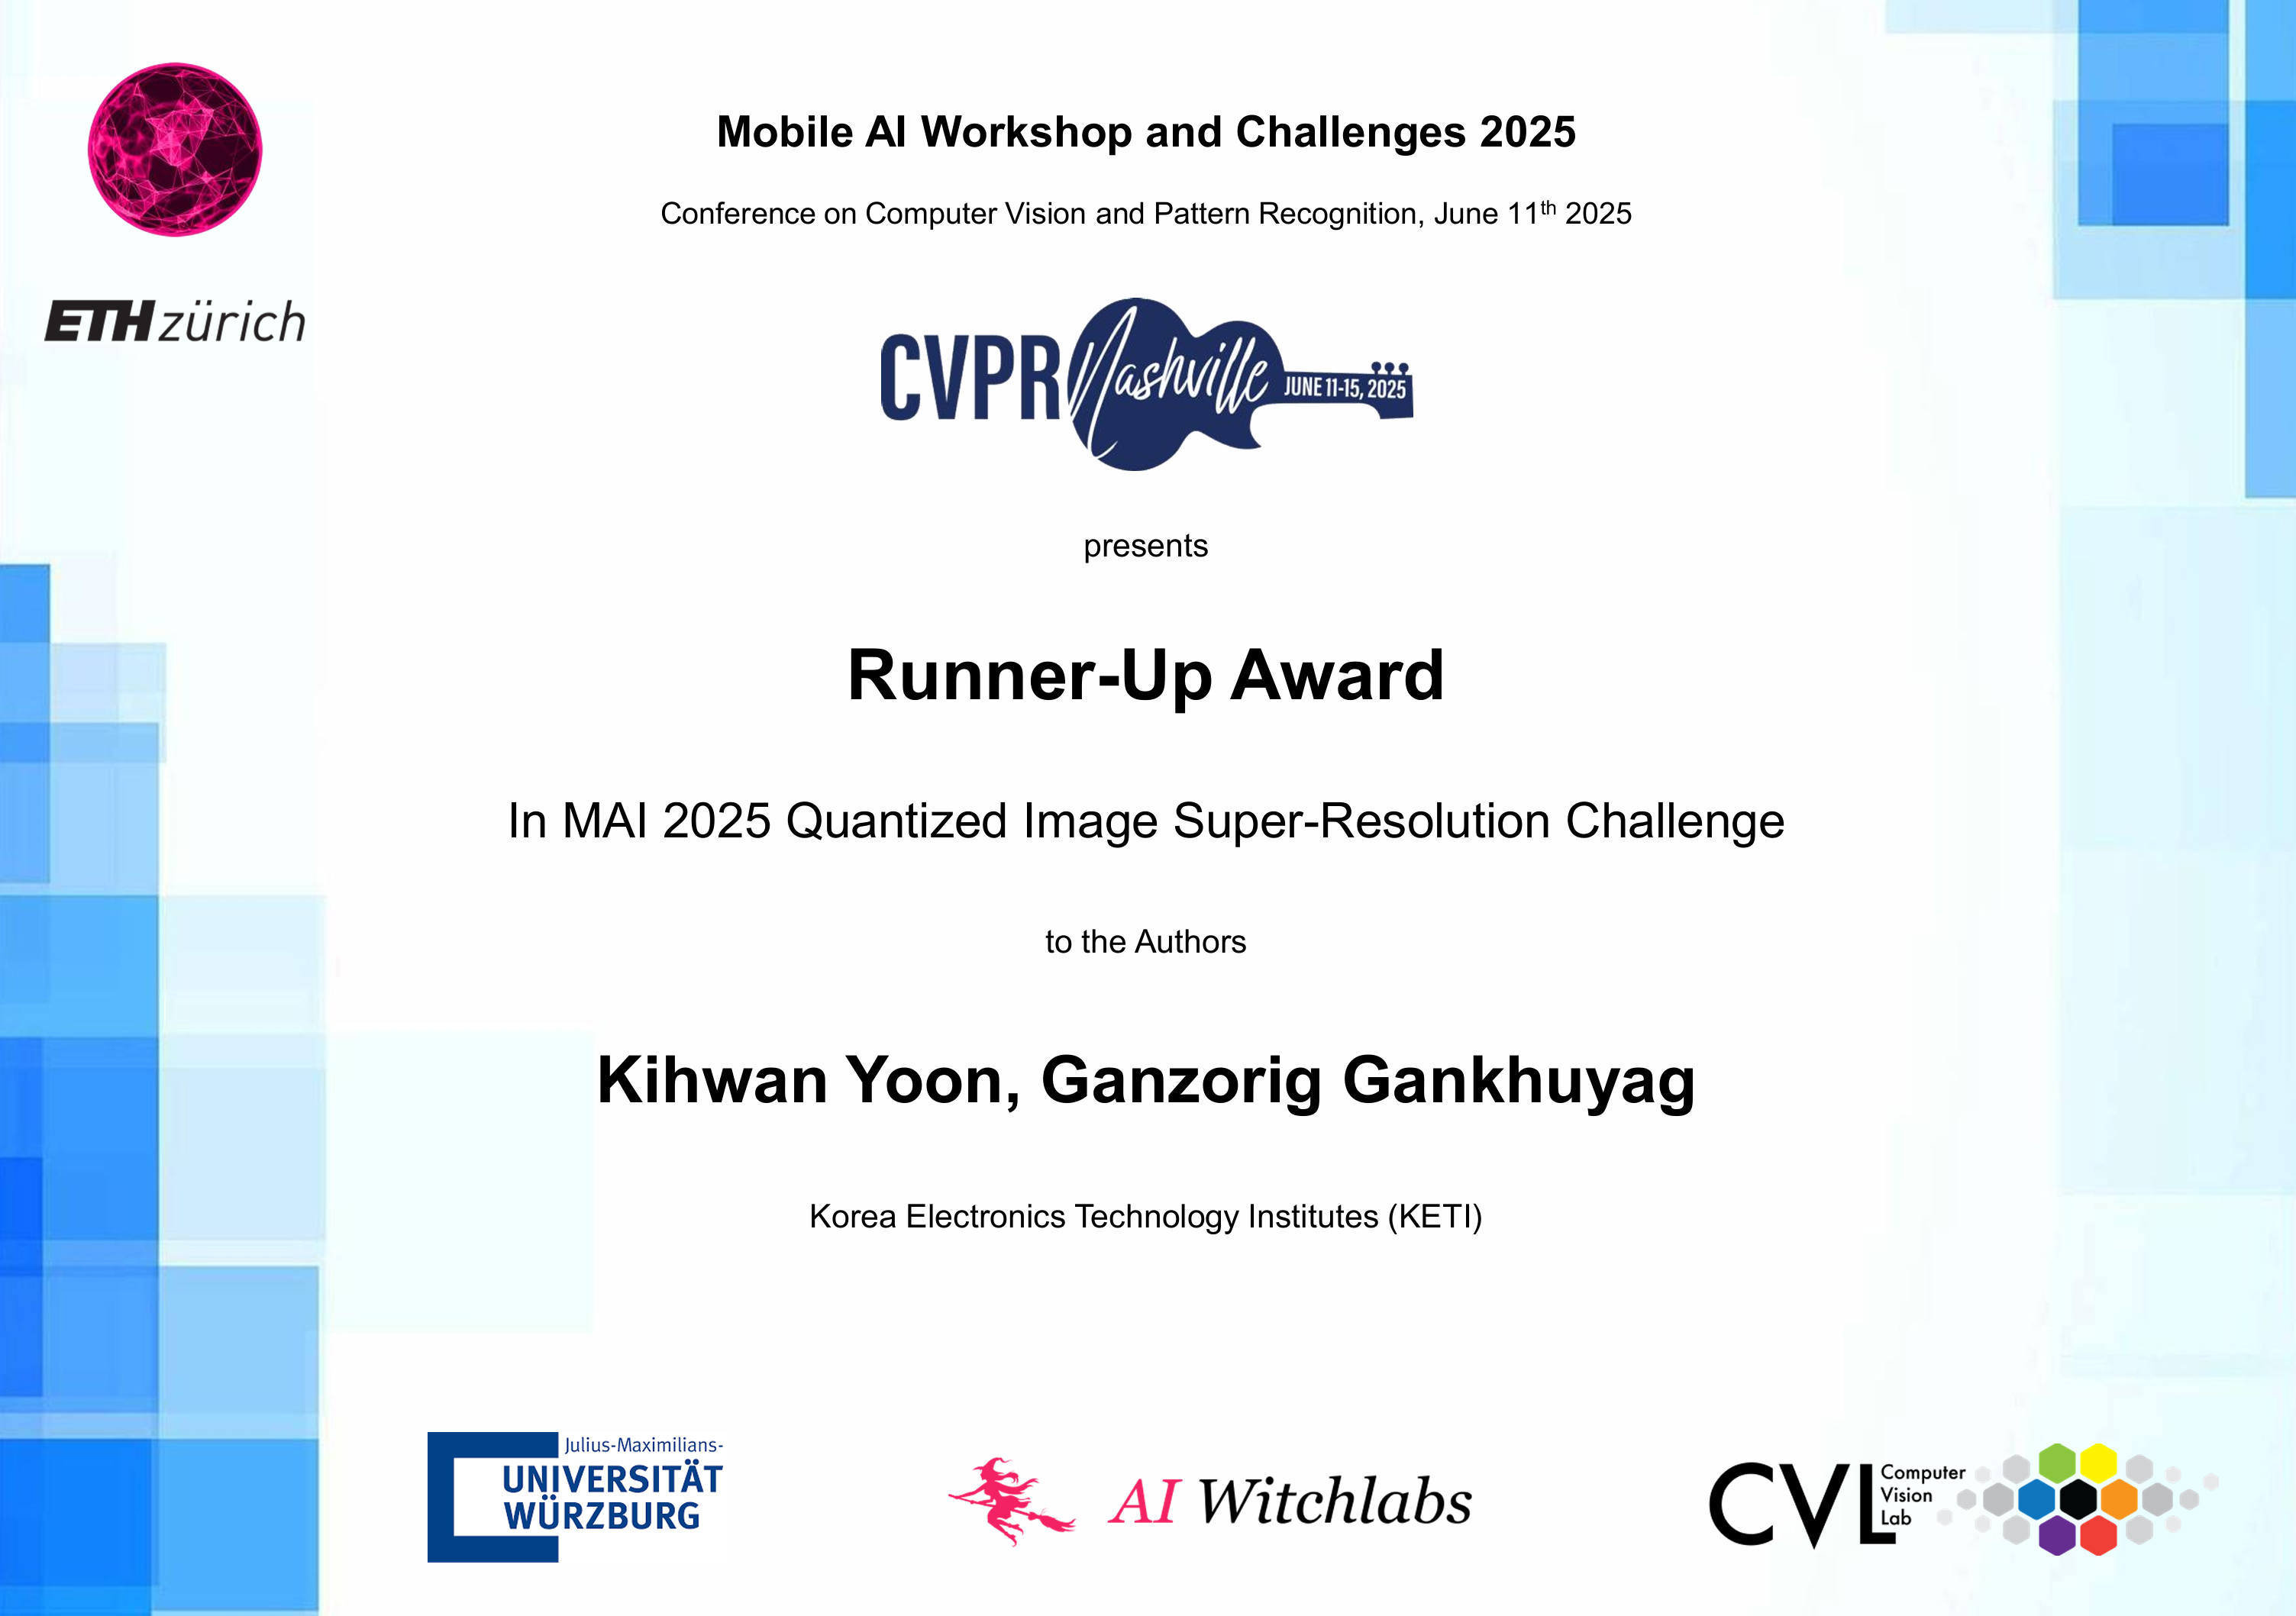 Mobile AI Workshop and Challenges 2025
Conference on Computer Vision and Pattern Recognition, June 11th 2025
ETH zürich
CVPR Nashville JUNE 11-15, 2025
presents
Runner-Up Award
In MAI 2025 Quantized Image Super-Resolution Challenge
to the Authors
Kihwan Yoon, Ganzorig Gankhuyag
Korea Electronics Technology Institutes (KETI)
Julius-Maximilians-
UNIVERSITÄT
WÜRZBURG
AI Witchlabs
CVL
Computer
Vision
Lab